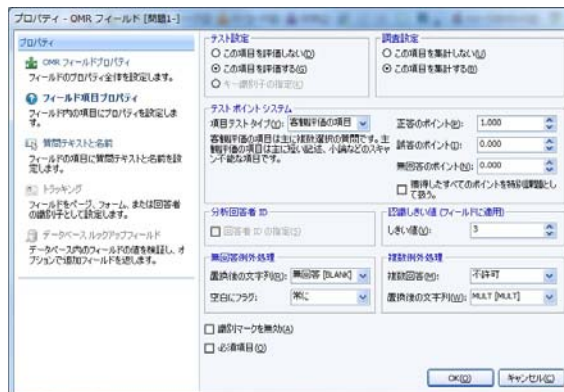 プロパティ - OMR フィールド [問題1-]
プロパティ
OMR フィールドプロパティ
フィールドのプロパティ全体を設定します。
フィールド項目プロパティ
フィールド内の項目にプロパティを設定しま
す。
質問テキストと名前
フィールドの項目に質問テキストと名前を設
定します。
トラッキング
フィールドをページ、フォーム、または回答者
の識別子として設定します。
データベース ルックアップフィールド
データベース内のフィールドの値を検証し、オ
プションで追加フィールドを返します。
テスト設定
この項目を評価しない(D)
この項目を評価する(G)
キー識別子の指定(K)
調査設定
この項目を集計しない(U)
この項目を集計する(B)
テスト ポイント システム
項目テスト タイプ(Z): 客観評価の項目
客観評価の項目は主に複数選択の質問です。主
観評価の項目は主に短い記述、小論などのスキャ
ン不能な項目です。
正答のポイント(P): 1.000
誤答のポイント(I): 0.000
無回答のポイント(N): 0.000
獲得したすべてのポイントを特別課題とし
て扱う。
分析回答者 ID
回答者 ID の指定(S)
認識しきい値 (フィールドに適用)
しきい値(V): 3
無回答例外処理
置換後の文字列(R): 無回答 [BLANK]
空白にフラグ: 常に
複数例外処理
複数回答(M): 不許可
置換後の文字列(W): MULT [MULT]
識別マークを無効(A)
必須項目(Q)
OK(O)
キャンセル(C)